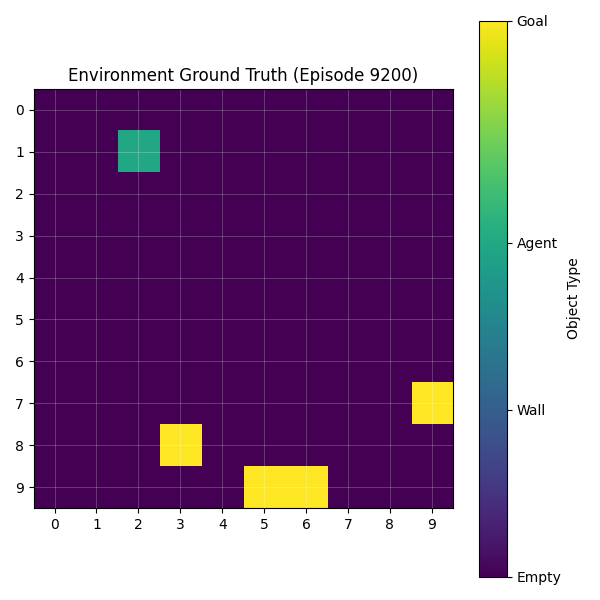 Environment Ground Truth (Episode 9200)
0
1
2
3
4
5
6
7
8
9
0 1 2 3 4 5 6 7 8 9
Goal
Agent
Wall
Empty
Object Type